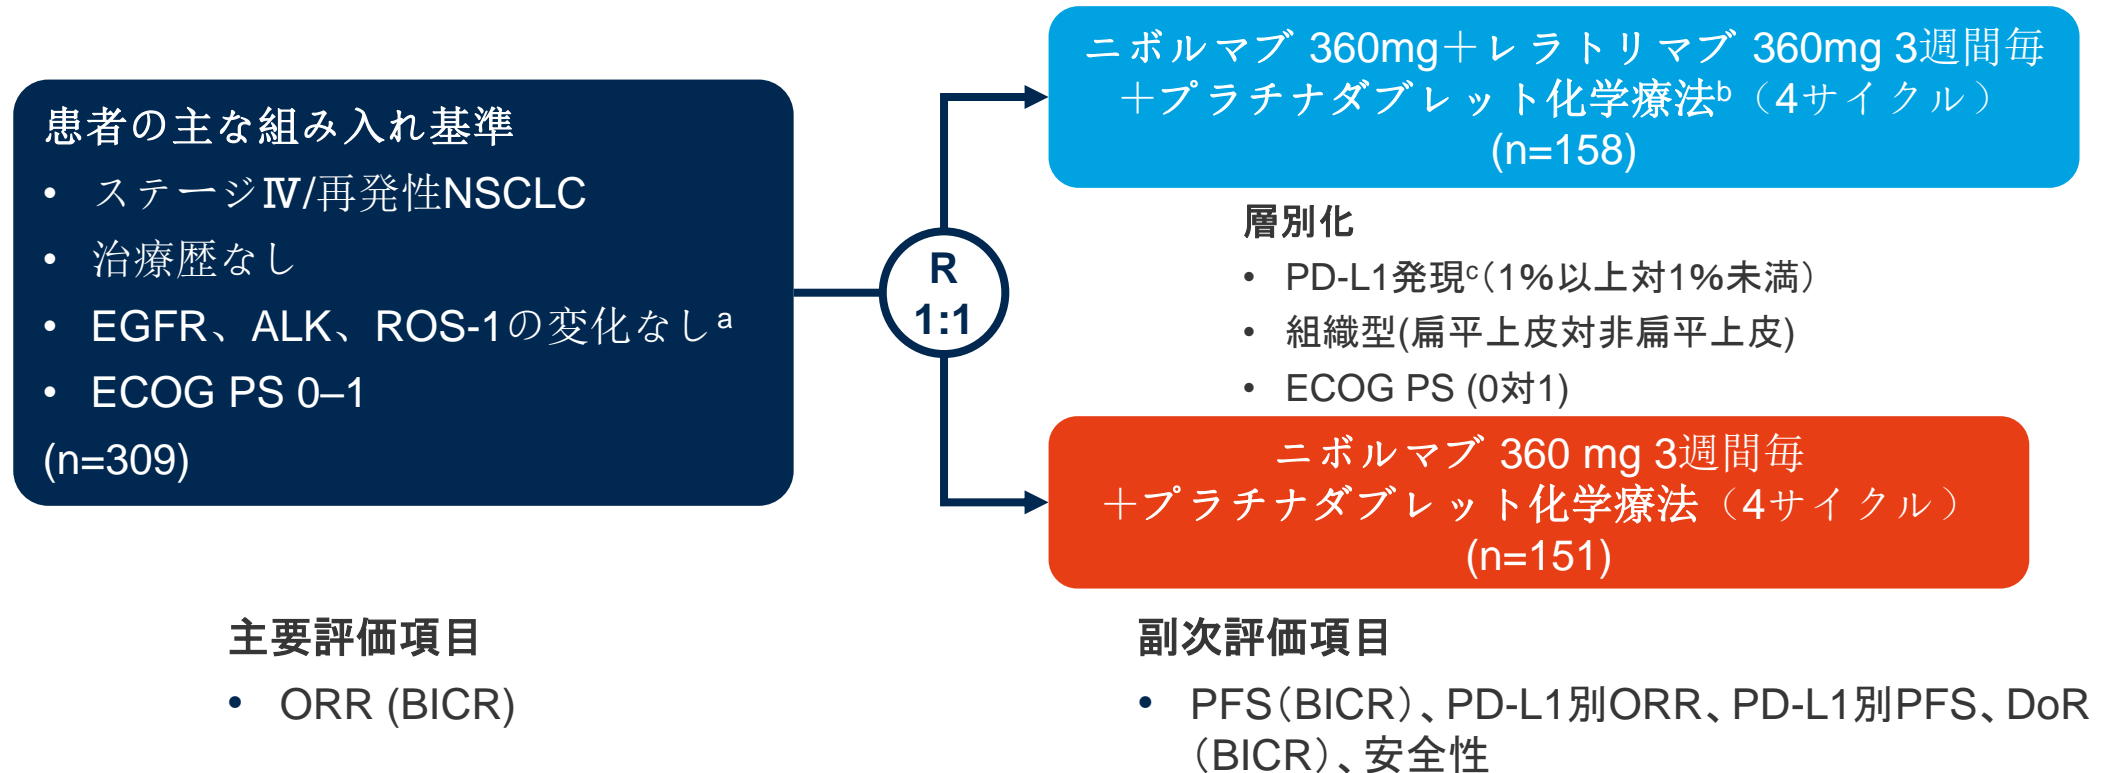 患者の主な組み入れ基準
• ステージⅣ/再発性NSCLC
• 治療歴なし
• EGFR、ALK、ROS-1の変化なしa
• ECOG PS 0–1
(n=309)
R
1:1
ニボルマブ 360mg＋レラトリマブ 360mg 3週間毎
＋プラチナダブレット化学療法b（4サイクル）
(n=158)
層別化
• PD-L1発現c（1%以上対1%未満）
• 組織型(扁平上皮対非扁平上皮)
• ECOG PS (0対1)
ニボルマブ 360 mg 3週間毎
＋プラチナダブレット化学療法（4サイクル）
(n=151)
主要評価項目
• ORR (BICR)
副次評価項目
• PFS（BICR）、PD-L1別ORR、PD-L1別PFS、DoR
（BICR）、安全性